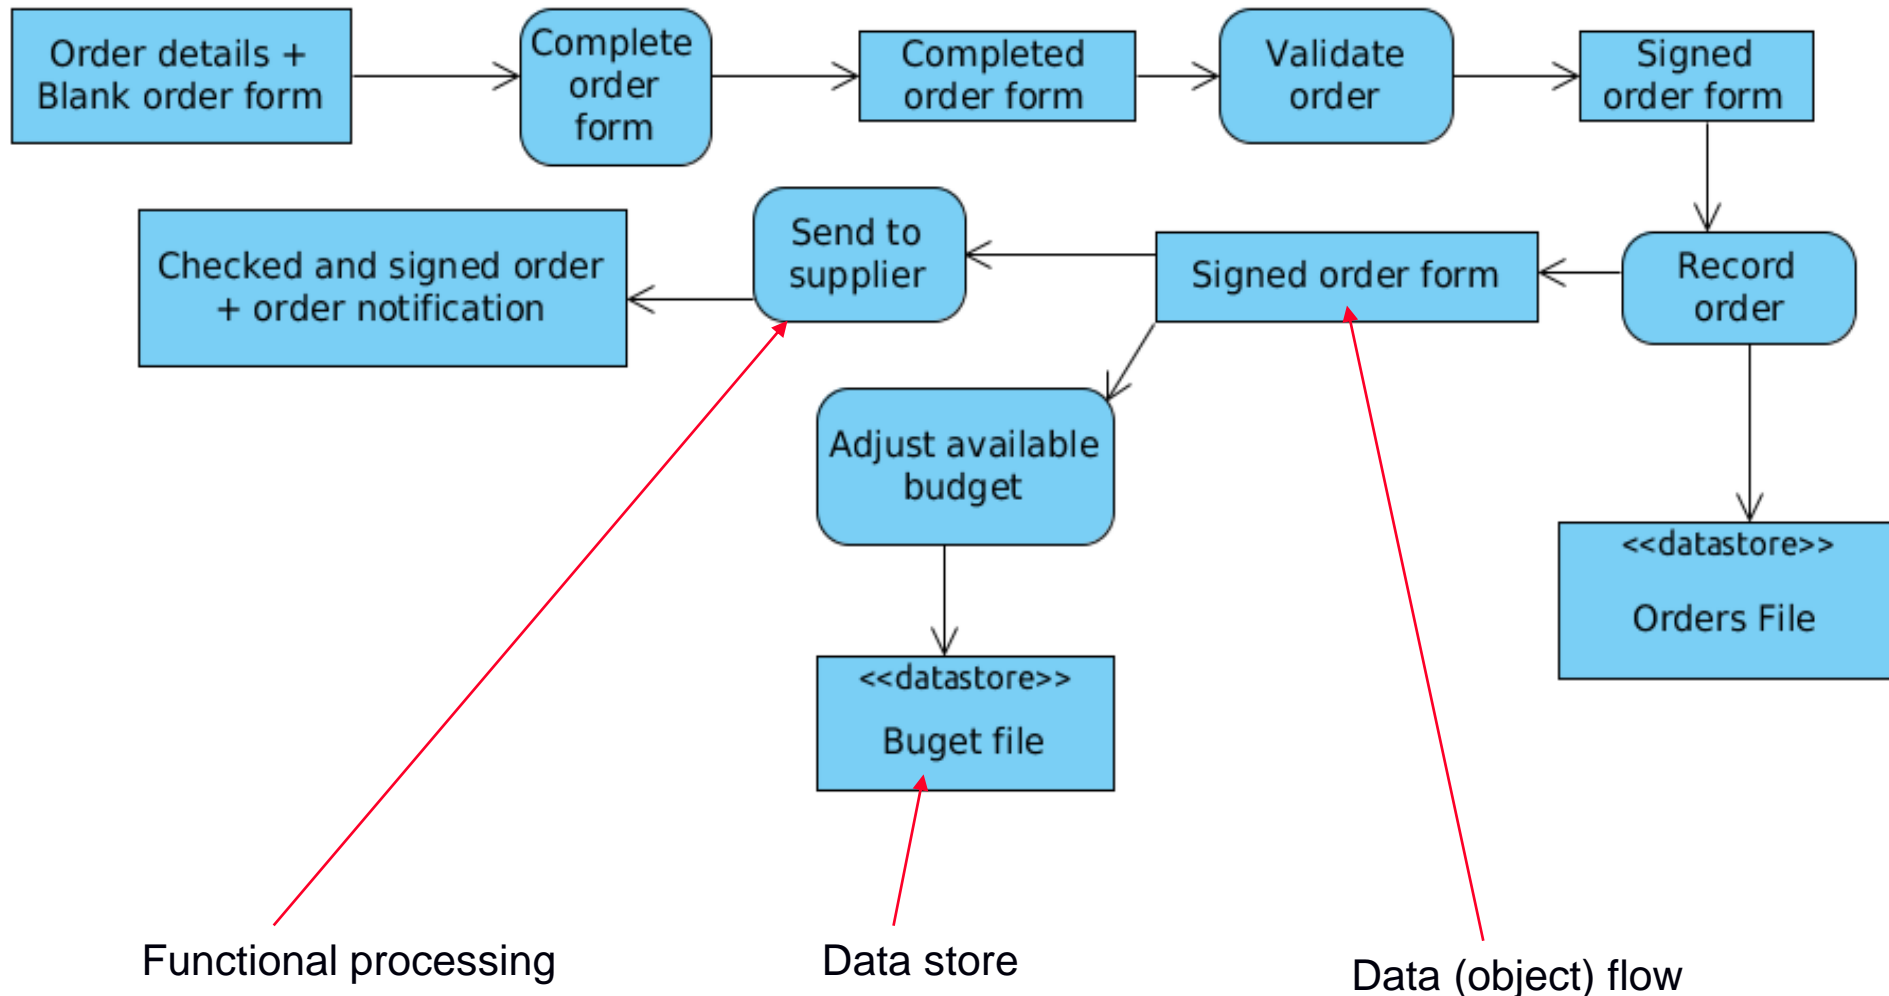 Order details +
Blank order form
Complete
order
form
Completed
order form
Validate
order
Signed
order form
Checked and signed order
+ order notification
Send to
supplier
Signed order form
Record
order
Adjust available
budget
<<datastore>>
Orders File
<<datastore>>
Buget file
Functional processing
Data store
Data (object) flow